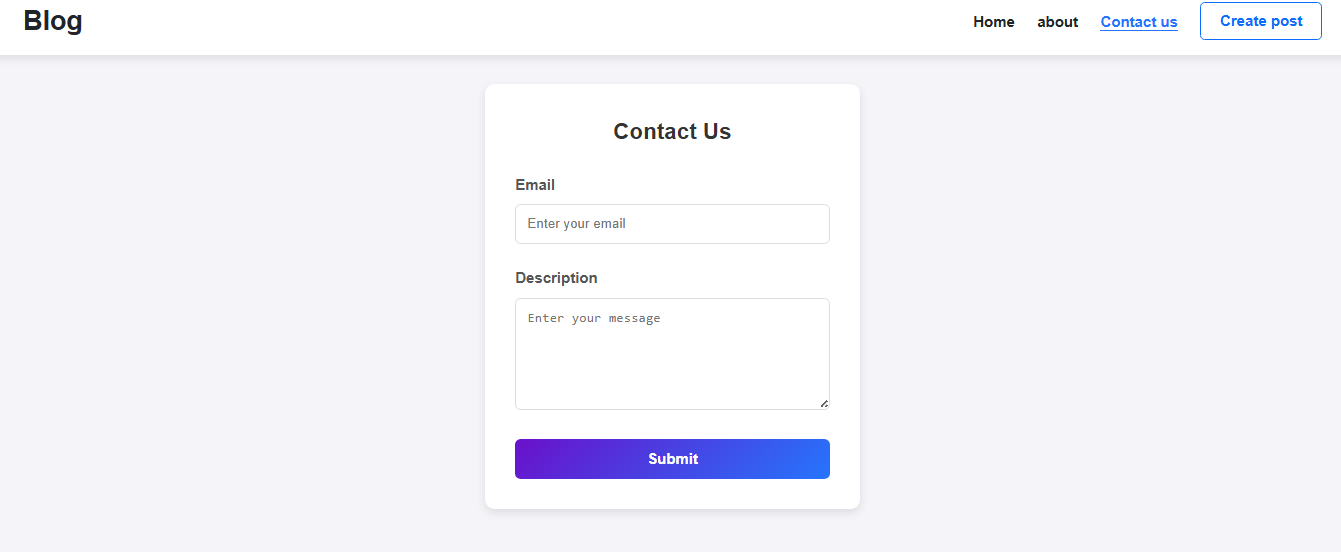 Blog
Home about Contact us Create post
Contact Us
Email
Enter your email
Description
Enter your message
Submit